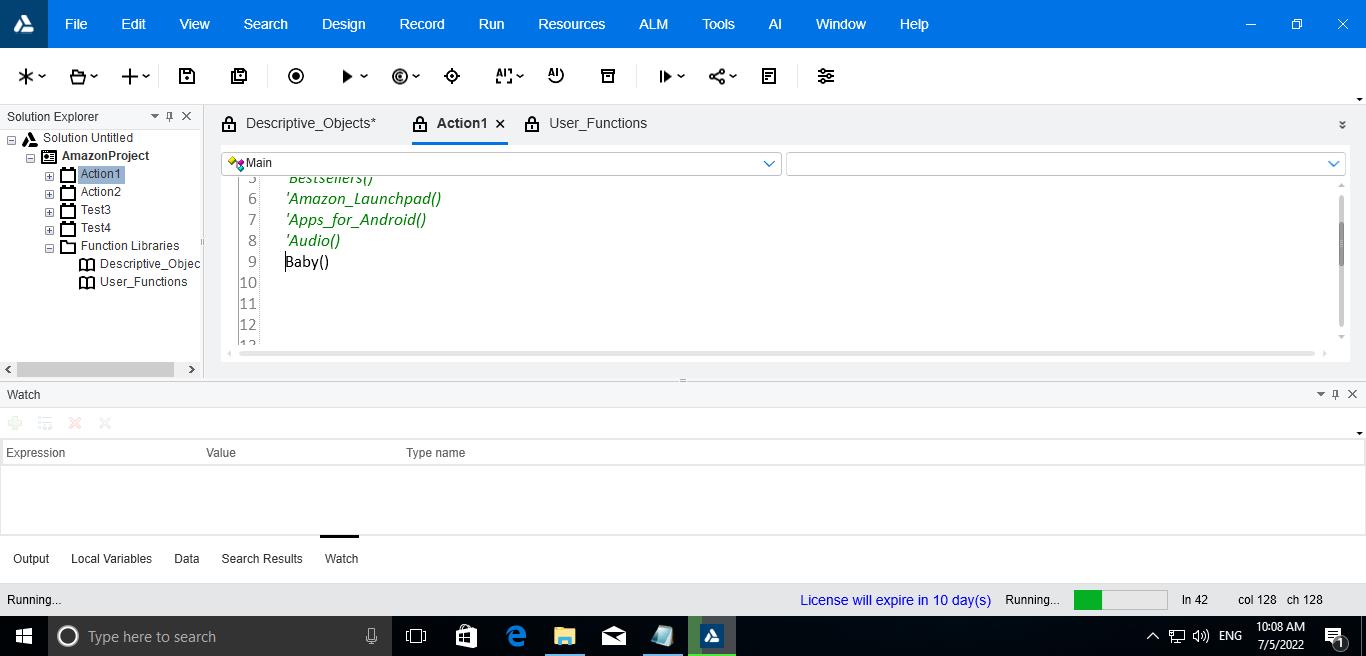 File Edit View Search Design Record Run Resources ALM Tools AI Window Help
Solution Explorer
Solution Untitled
AmazonProject
Action1
Action2
Test3
Test4
Function Libraries
Descriptive_Objec
User_Functions
Descriptive_Objects* Action1 User_Functions
Main
5 'Bestsellers()
6 'Amazon_Launchpad()
7 'Apps_for_Android()
8 'Audio()
9 Baby()
10
11
12
13
Watch
Expression Value Type name
Output Local Variables Data Search Results Watch
Running... License will expire in 10 day(s) Running... ln 42 col 128 ch 128
Type here to search ENG 10:08 AM
7/5/2022 1